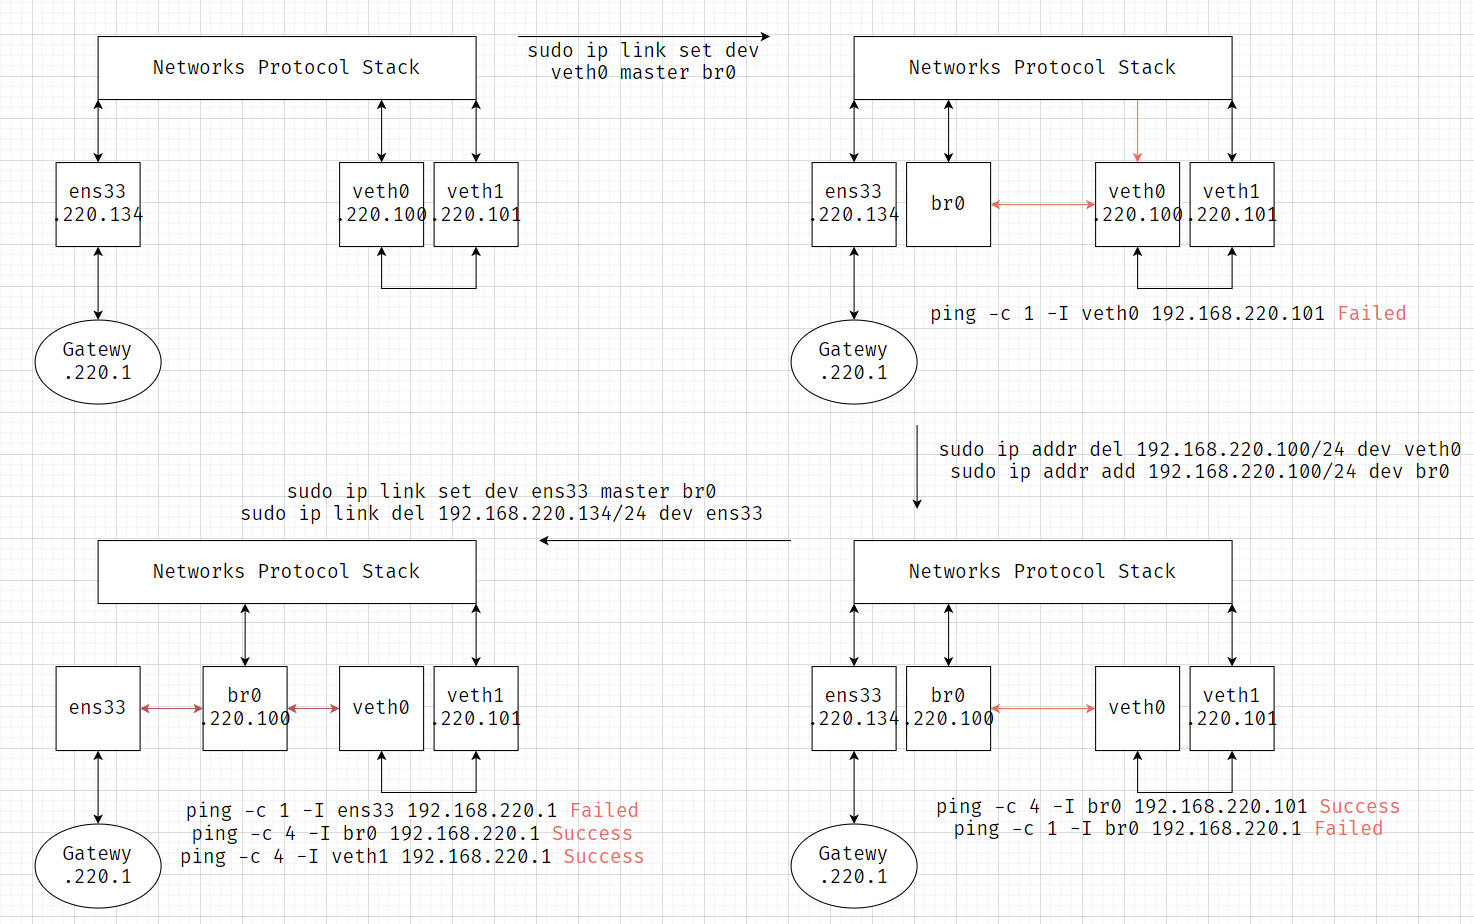 Networks Protocol Stack
ens33
.220.134
veth0
.220.100
veth1
.220.101
Gatewy
.220.1
sudo ip link set dev
veth0 master br0
Networks Protocol Stack
ens33
.220.134
br0
veth0
.220.100
veth1
.220.101
ping -c 1 -I veth0 192.168.220.101 Failed
Gatewy
.220.1
sudo ip addr del 192.168.220.100/24 dev veth0
sudo ip addr add 192.168.220.100/24 dev br0
Networks Protocol Stack
ens33
.220.134
br0
.220.100
veth0
veth1
.220.101
ping -c 4 -I br0 192.168.220.101 Success
ping -c 1 -I br0 192.168.220.1 Failed
Gatewy
.220.1
sudo ip link set dev ens33 master br0
sudo ip link del 192.168.220.134/24 dev ens33
Networks Protocol Stack
ens33
br0
.220.100
veth0
veth1
.220.101
ping -c 1 -I ens33 192.168.220.1 Failed
ping -c 4 -I br0 192.168.220.1 Success
ping -c 4 -I veth1 192.168.220.1 Success
Gatewy
.220.1